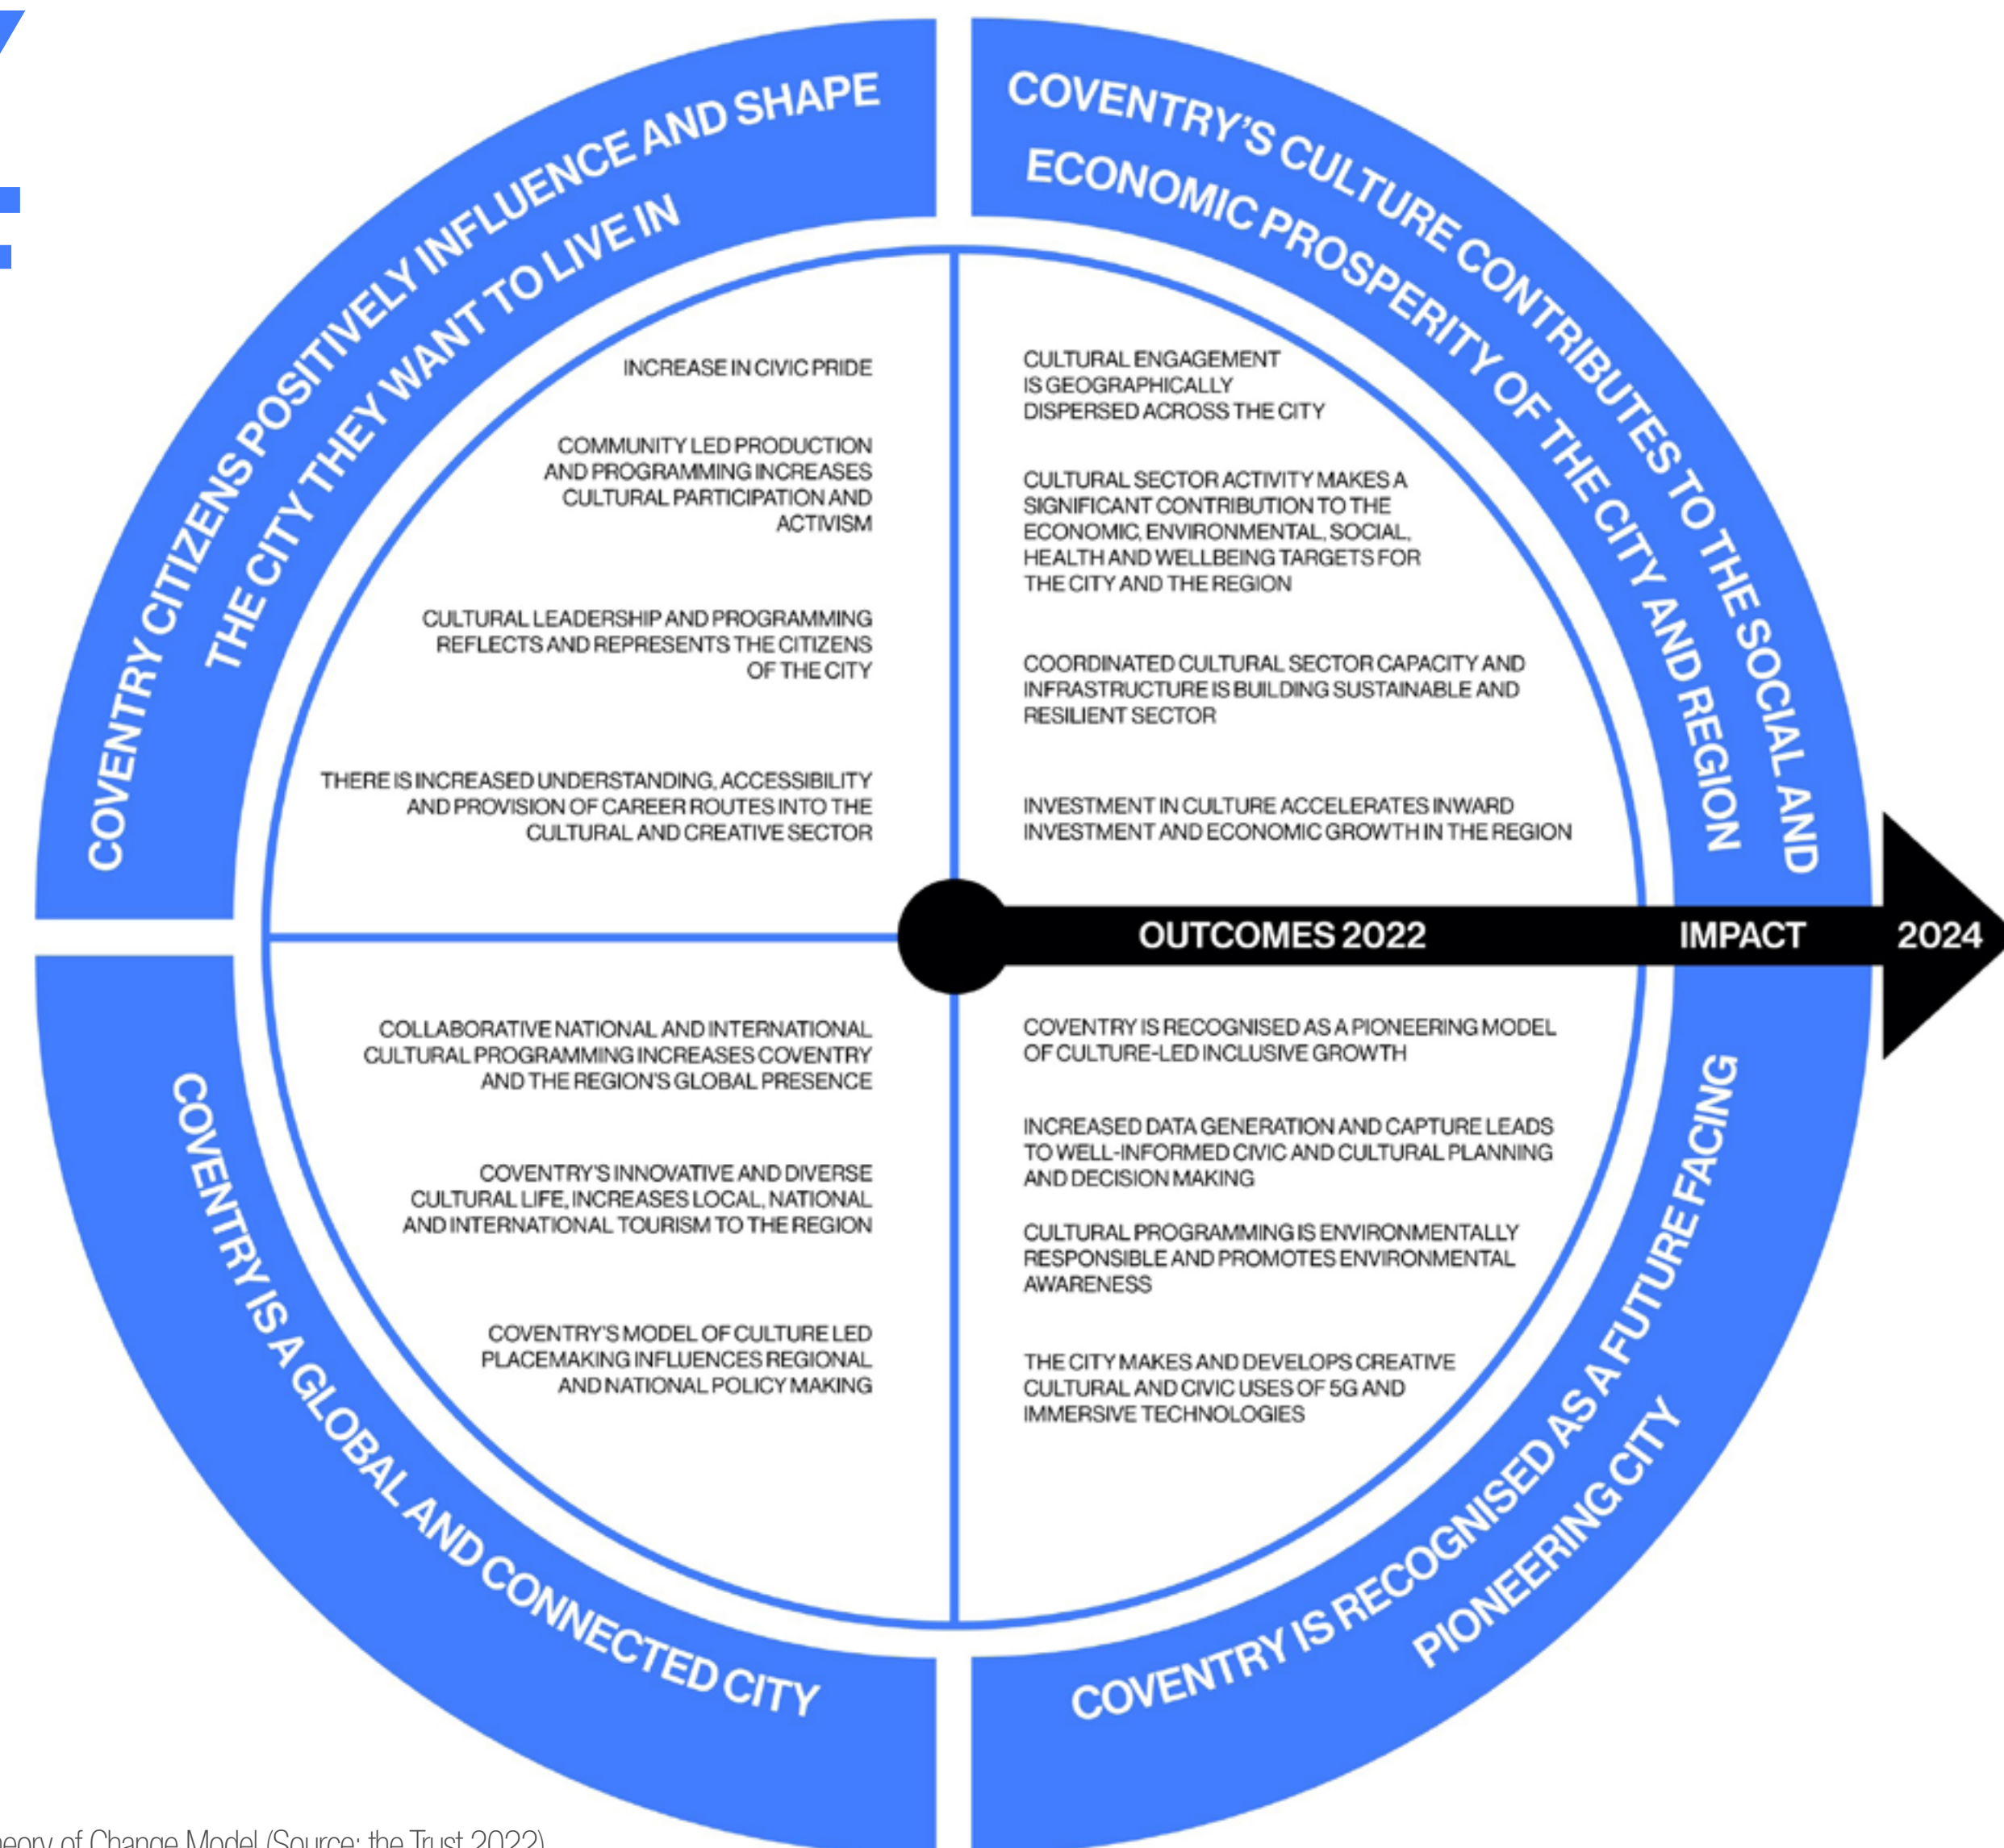 COVENTRY CITIZENS POSITIVELY INFLUENCE AND SHAPE
THE CITY THEY WANT TO LIVE IN
COVENTRY'S CULTURE CONTRIBUTES TO THE SOCIAL AND
ECONOMIC PROSPERITY OF THE CITY AND REGION
INCREASE IN CIVIC PRIDE
COMMUNITY LED PRODUCTION
AND PROGRAMMING INCREASES
CULTURAL PARTICIPATION AND
ACTIVISM
CULTURAL LEADERSHIP AND PROGRAMMING
REFLECTS AND REPRESENTS THE CITIZENS
OF THE CITY
THERE IS INCREASED UNDERSTANDING, ACCESSIBILITY
AND PROVISION OF CAREER ROUTES INTO THE
CULTURAL AND CREATIVE SECTOR
CULTURAL ENGAGEMENT
IS GEOGRAPHICALLY
DISPERSED ACROSS THE CITY
CULTURAL SECTOR ACTIVITY MAKES A
SIGNIFICANT CONTRIBUTION TO THE
ECONOMIC, ENVIRONMENTAL, SOCIAL,
HEALTH AND WELLBEING TARGETS FOR
THE CITY AND THE REGION
COORDINATED CULTURAL SECTOR CAPACITY AND
INFRASTRUCTURE IS BUILDING SUSTAINABLE AND
RESILIENT SECTOR
INVESTMENT IN CULTURE ACCELERATES INWARD
INVESTMENT AND ECONOMIC GROWTH IN THE REGION
OUTCOMES 2022 IMPACT 2024
COLLABORATIVE NATIONAL AND INTERNATIONAL
CULTURAL PROGRAMMING INCREASES COVENTRY
AND THE REGION'S GLOBAL PRESENCE
COVENTRY'S INNOVATIVE AND DIVERSE
CULTURAL LIFE, INCREASES LOCAL, NATIONAL
AND INTERNATIONAL TOURISM TO THE REGION
COVENTRY'S MODEL OF CULTURE LED
PLACEMAKING INFLUENCES REGIONAL
AND NATIONAL POLICY MAKING
COVENTRY IS RECOGNISED AS A PIONEERING MODEL
OF CULTURE-LED INCLUSIVE GROWTH
INCREASED DATA GENERATION AND CAPTURE LEADS
TO WELL-INFORMED CIVIC AND CULTURAL PLANNING
AND DECISION MAKING
CULTURAL PROGRAMMING IS ENVIRONMENTALLY
RESPONSIBLE AND PROMOTES ENVIRONMENTAL
AWARENESS
THE CITY MAKES AND DEVELOPS CREATIVE
CULTURAL AND CIVIC USES OF 5G AND
IMMERSIVE TECHNOLOGIES
COVENTRY IS A GLOBAL AND CONNECTED CITY
COVENTRY IS RECOGNISED AS A FUTURE FACING
PIONEERING CITY
of Change Model (Source: the Trust 2022)